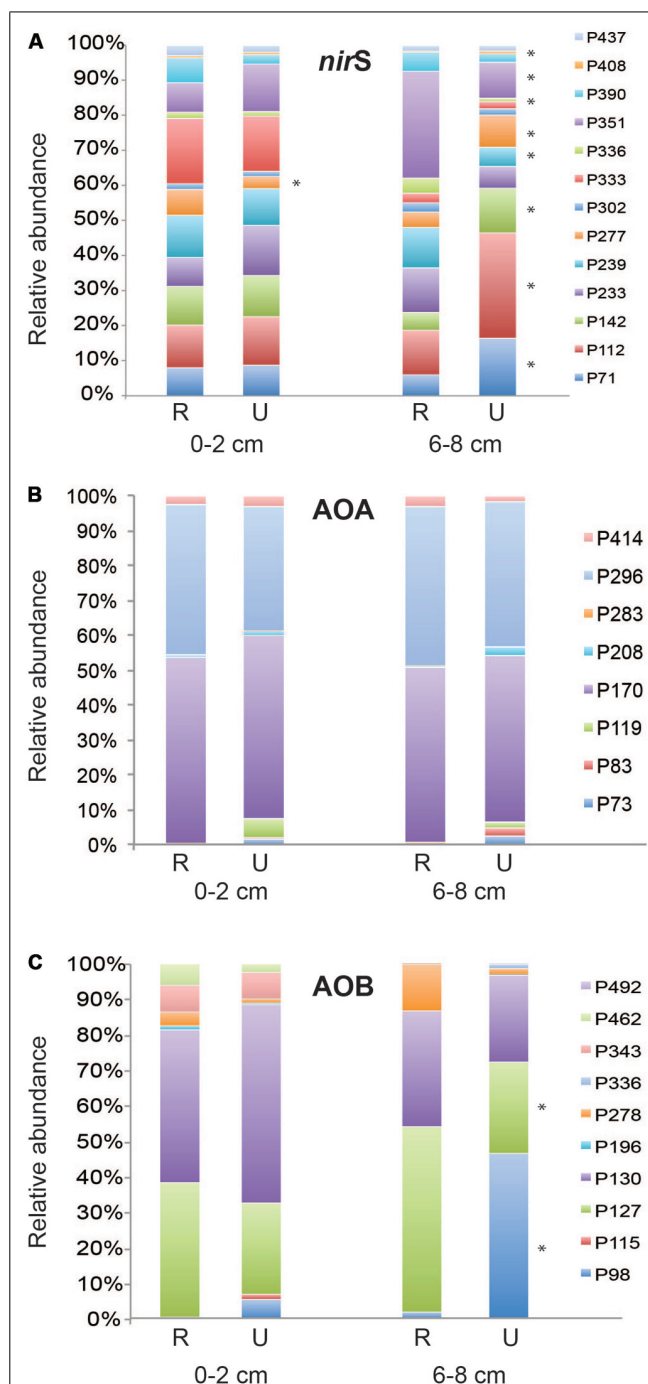 A
nirS
Relative abundance
100%
90%
80%
70%
60%
50%
40%
30%
20%
10%
0%
*
*
*
*
*
*
*
*
*
R U R U
0-2 cm 6-8 cm
P437
P408
P390
P351
P336
P333
P302
P277
P239
P233
P142
P112
P71
B
AOA
Relative abundance
100%
90%
80%
70%
60%
50%
40%
30%
20%
10%
0%
R U R U
0-2 cm 6-8 cm
P414
P296
P283
P208
P170
P119
P83
P73
C
AOB
Relative abundance
100%
90%
80%
70%
60%
50%
40%
30%
20%
10%
0%
*
*
R U R U
0-2 cm 6-8 cm
P492
P462
P343
P336
P278
P196
P130
P127
P115
P98